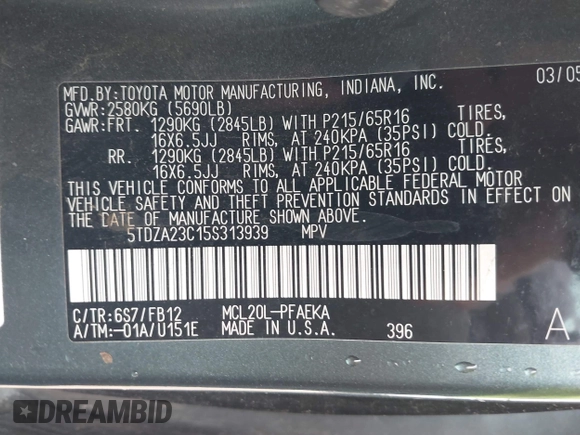 MFD.BY:TOYOTA MOTOR MANUFACTURING, INDIANA, INC. 03/05
GVWR:2580KG (5690LB)
GAWR:FRT. 1290KG (2845LB) WITH P215/65R16 TIRES,
16X6.5JJ RIMS, AT 240KPA (35PSI) COLD.
RR. 1290KG (2845LB) WITH P215/65R16 TIRES,
16X6.5JJ RIMS, AT 240KPA (35PSI) COLD.
THIS VEHICLE CONFORMS TO ALL APPLICABLE FEDERAL MOTOR
VEHICLE SAFETY AND THEFT PREVENTION STANDARDS IN EFFECT ON
THE DATE OF MANUFACTURE SHOWN ABOVE.
5TDZA23C15S313939 MPV
C/TR:6S7/FB12 MCL20L-PFAEKA
A/TM:-01A/U151E MADE IN U.S.A. 396 A
DREAMBID